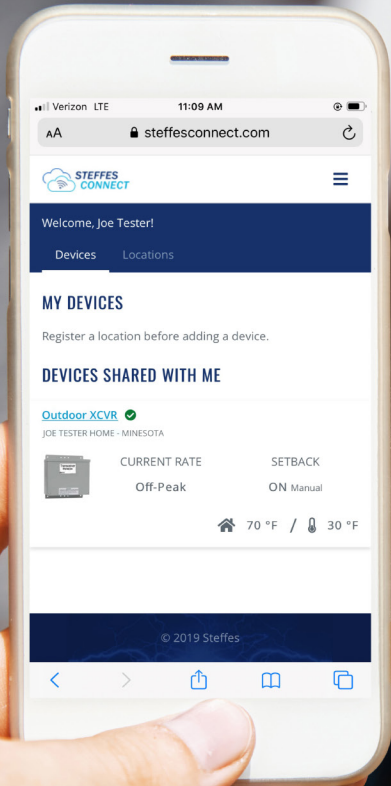 Verizon LTE 11:09 AM
AA steffesconnect.com
STEFFES
CONNECT
Welcome, Joe Tester!
Devices Locations
MY DEVICES
Register a location before adding a device.
DEVICES SHARED WITH ME
Outdoor XCVR
JOE TESTER HOME - MINESOTA
CURRENT RATE SETBACK
Off-Peak ON Manual
70 °F / 30 °F
© 2019 Steffes